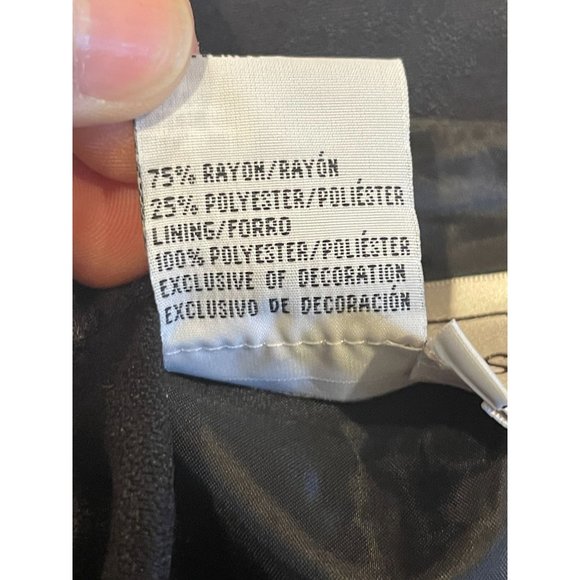 75% RAYON/RAYÓN
25% POLYESTER/POLIÉSTER
LINING/FORRO
100% POLYESTER/POLIÉSTER
EXCLUSIVE OF DECORATION
EXCLUSIVO DE DECORACIÓN